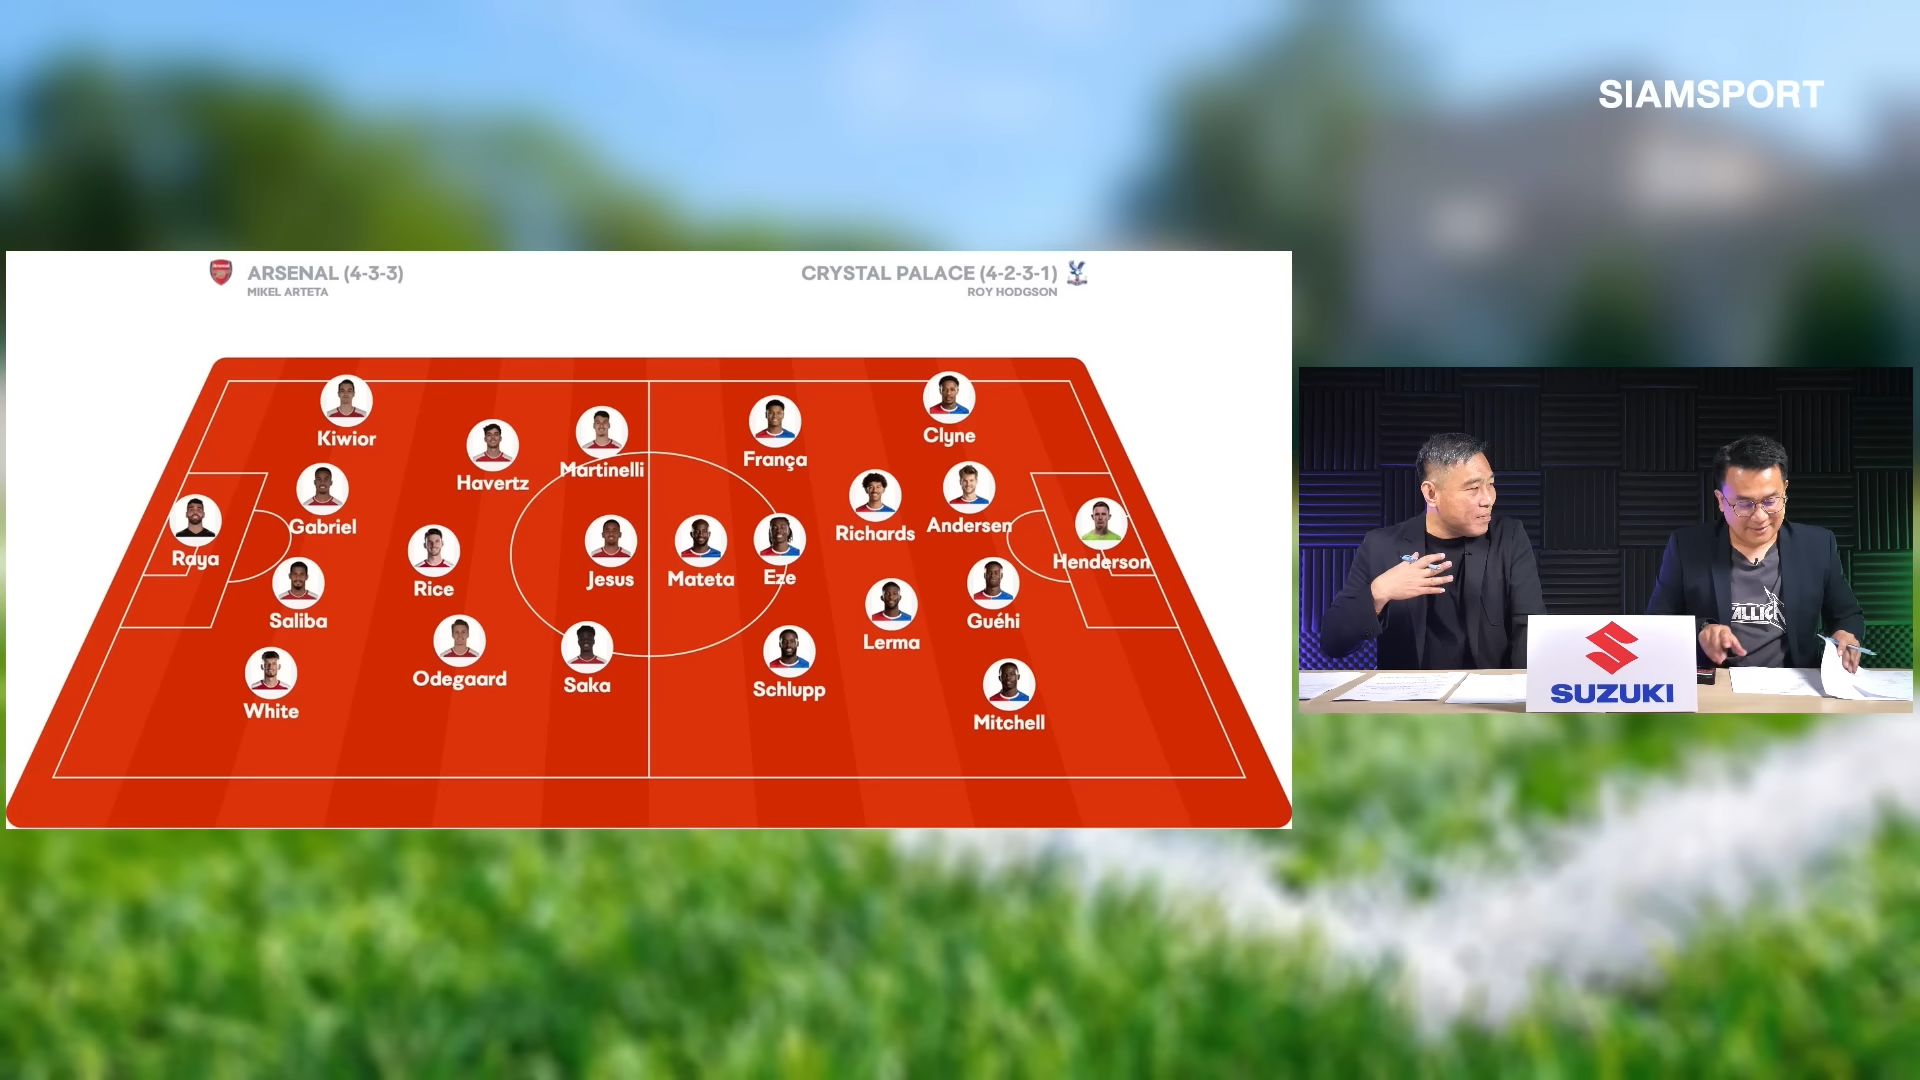 SIAMSPORT
ARSENAL (4-3-3)
MIKEL ARTETA
CRYSTAL PALACE (4-2-3-1)
ROY HODGSON
Kiwior
Clyne
Martinelli
França
Havertz
Gabriel
Andersen
Richards
Raya
Henderson
Rice
Jesus
Mateta
Eze
Saliba
Guéhi
Lerma
Odegaard
Saka
Schlupp
White
Mitchell
SUZUKI